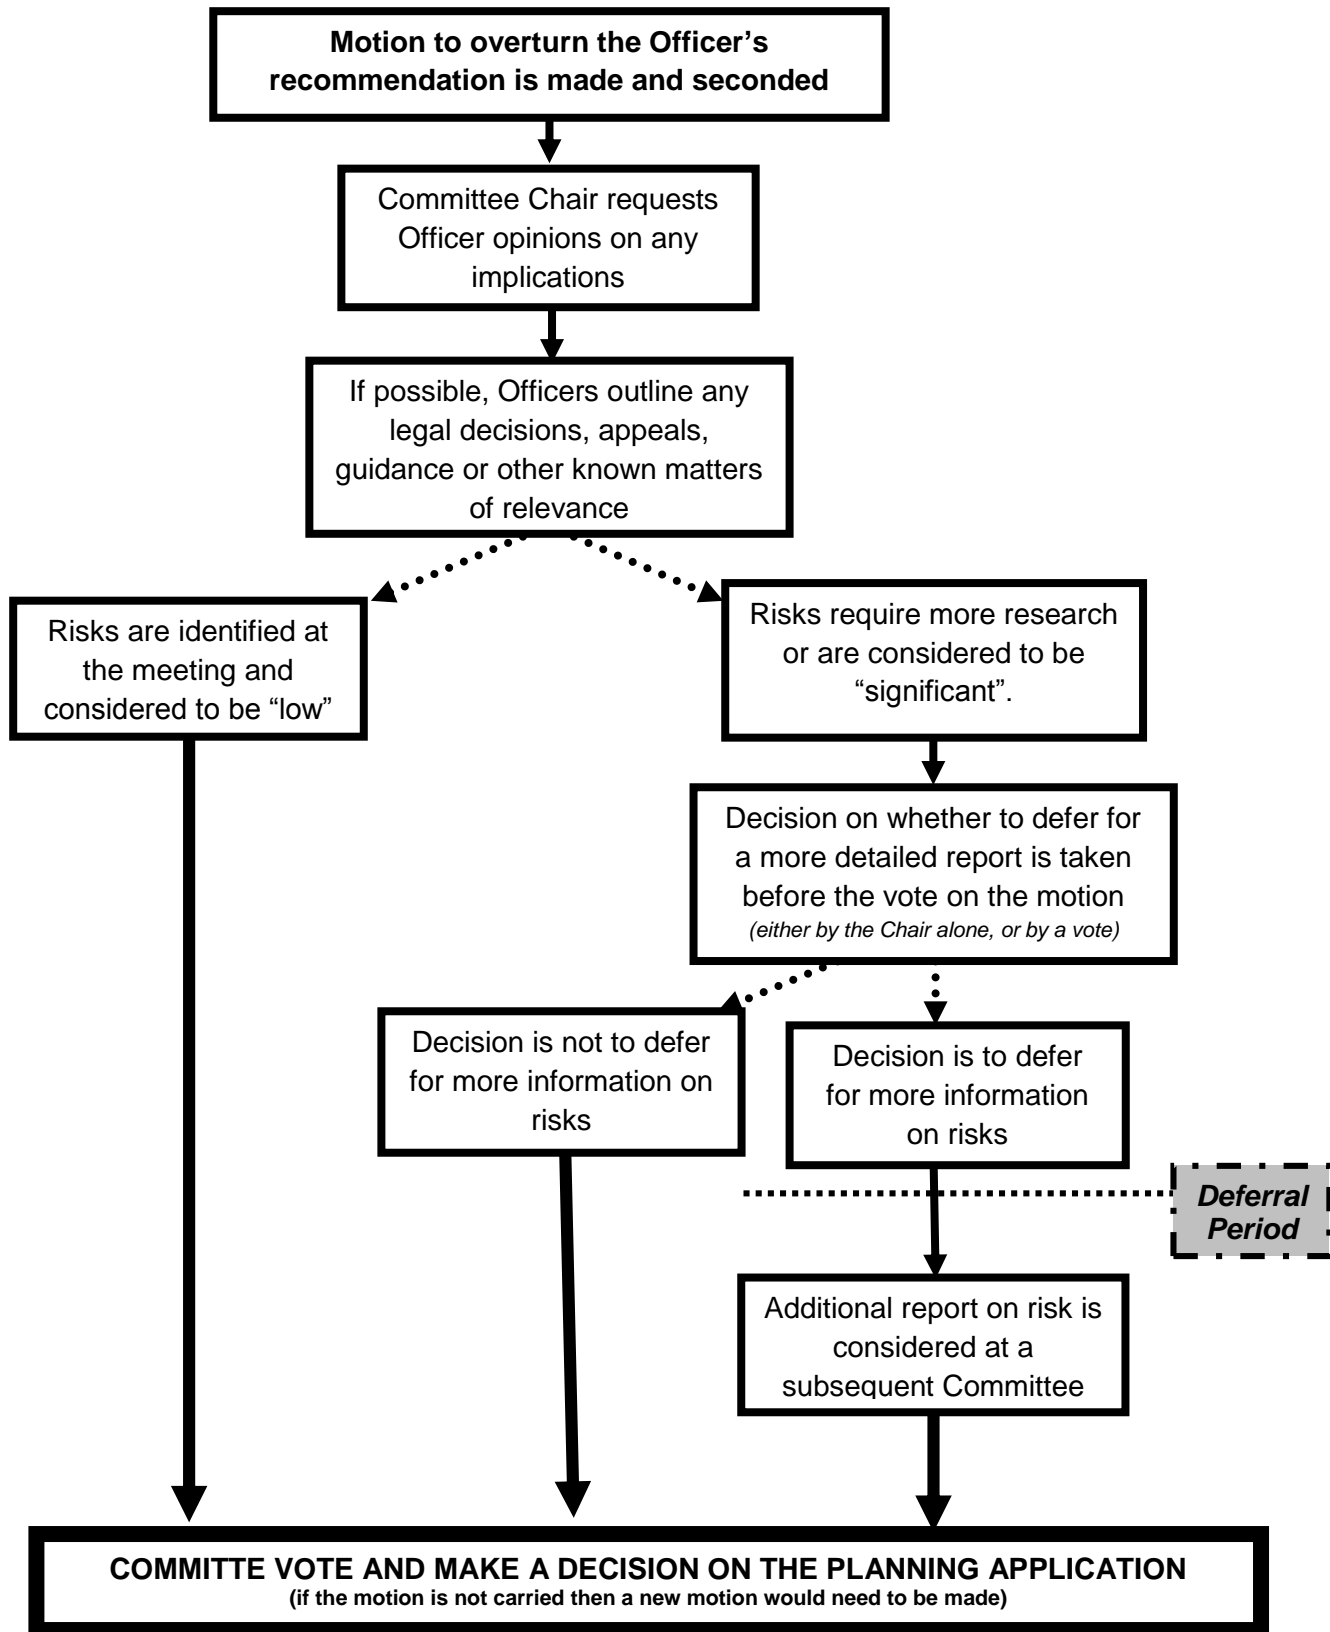 Motion to overturn the Officer’s
recommendation is made and seconded
Committee Chair requests
Officer opinions on any
implications
If possible, Officers outline any
legal decisions, appeals,
guidance or other known matters
of relevance
Risks are identified at
the meeting and
considered to be “low”
Risks require more research
or are considered to be
“significant”.
Decision on whether to defer for
a more detailed report is taken
before the vote on the motion
(either by the Chair alone, or by a vote)
Decision is not to defer
for more information on
risks
Decision is to defer
for more information
on risks
Deferral
Period
Additional report on risk is
considered at a
subsequent Committee
COMMITTE VOTE AND MAKE A DECISION ON THE PLANNING APPLICATION
(if the motion is not carried then a new motion would need to be made)